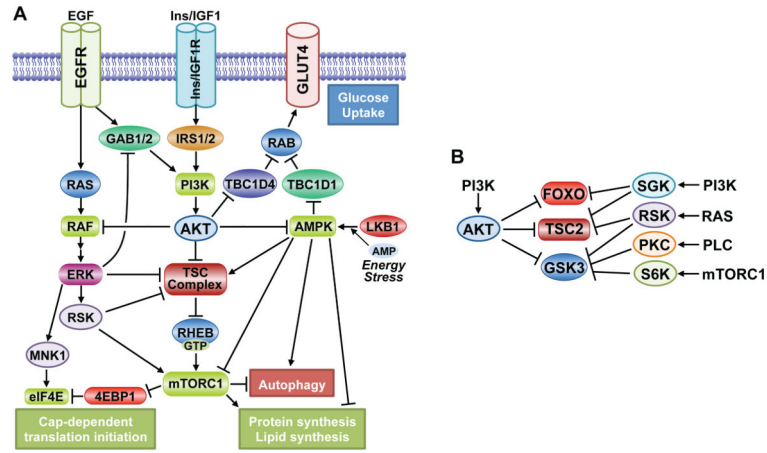 A
EGF
Ins/IGF1
EGFR
Ins/IGF1R
GLUT4
Glucose
Uptake
GAB1/2
IRS1/2
RAB
RAS
PI3K
TBC1D4
TBC1D1
RAF
AKT
AMPK
LKB1
AMP
Energy
Stress
ERK
TSC
Complex
RSK
RHEB
GTP
MNK1
mTORC1
Autophagy
eIF4E
4EBP1
Cap-dependent
translation initiation
Protein synthesis
Lipid synthesis
B
PI3K
FOXO
SGK
PI3K
AKT
TSC2
RSK
RAS
GSK3
PKC
PLC
S6K
mTORC1